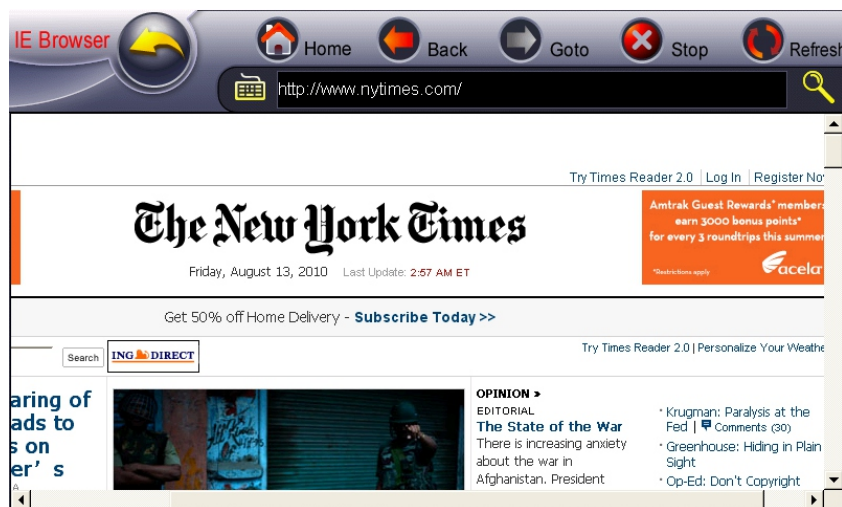 IE Browser
Home
Back
Goto
Stop
Refresh
http://www.nytimes.com/
Try Times Reader 2.0 | Log In | Register No
The New York Times
Amtrak Guest Rewards* members
earn 3000 bonus points*
for every 3 roundtrips this summer
*Restrictions apply
acela
Friday, August 13, 2010 Last Update: 2:57 AM ET
Get 50% off Home Delivery - Subscribe Today >>
Search
ING DIRECT
Try Times Reader 2.0 | Personalize Your Weathe
aring of
ads to
s on
er's
A
OPINION »
EDITORIAL
The State of the War
There is increasing anxiety
about the war in
Afghanistan. President
Krugman: Paralysis at the
Fed | Comments (30)
Greenhouse: Hiding in Plain
Sight
Op-Ed: Don't Copyright